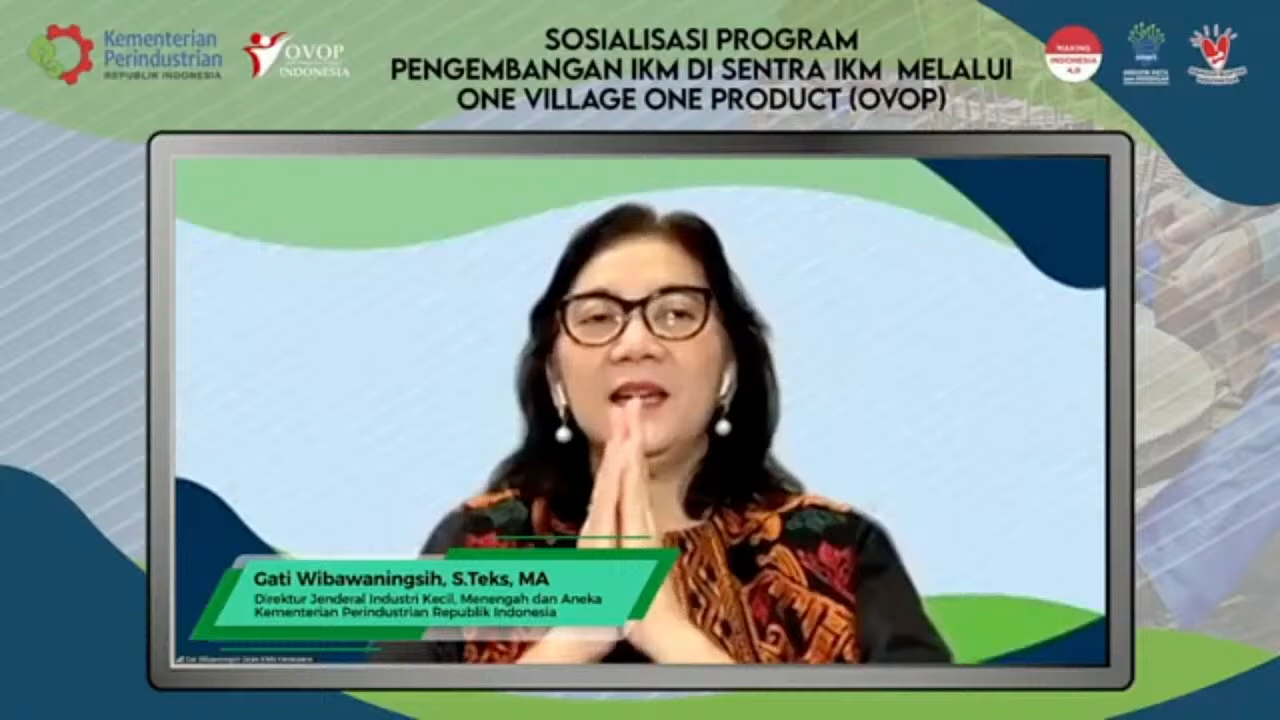 Kementerian
Perindustrian
REPUBLIK INDONESIA
OVOP
INDONESIA
SOSIALISASI PROGRAM
PENGEMBANGAN IKM DI SENTRA IKM MELALUI
ONE VILLAGE ONE PRODUCT (OVOP)
MAKING
INDONESIA
4.0
Gati Wibawaningsih, S.Teks, MA
Direktur Jenderal Industri Kecil, Menengah dan Aneka
Kementerian Perindustrian Republik Indonesia